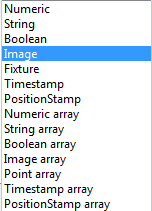 Numeric
String
Boolean
Image
Fixture
Timestamp
PositionStamp
Numeric array
String array
Boolean array
Image array
Point array
Timestamp array
PositionStamp array